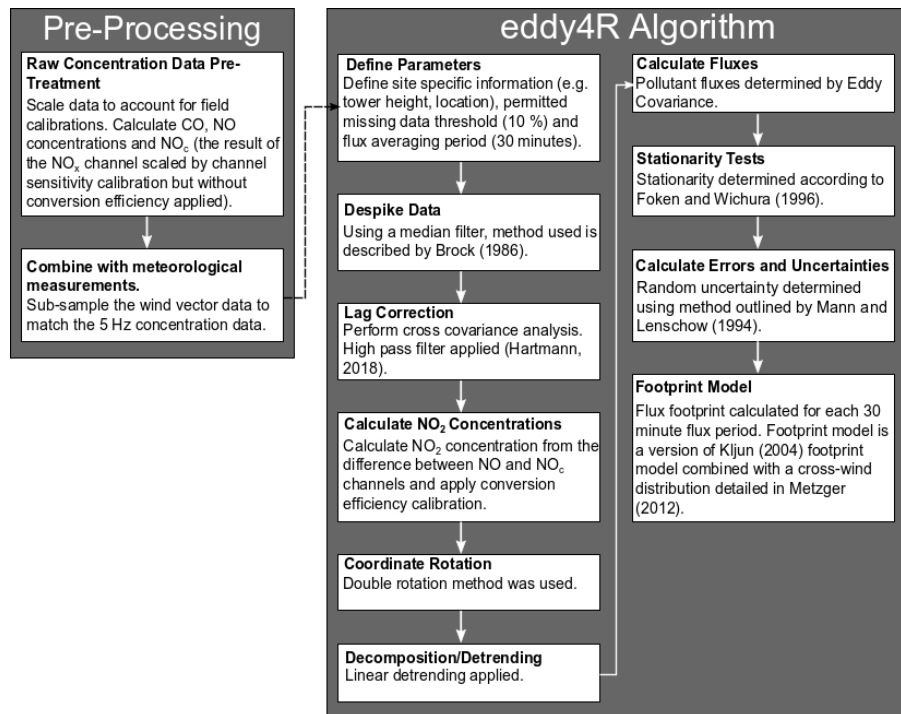 Pre-Processing
Raw Concentration Data Pre-
Treatment
Scale data to account for field
calibrations. Calculate CO, NO
concentrations and NOc (the result of
the NOx channel scaled by channel
sensitivity calibration but without
conversion efficiency applied).
Combine with meteorological
measurements.
Sub-sample the wind vector data to
match the 5 Hz concentration data.
eddy4R Algorithm
Define Parameters
Define site specific information (e.g.
tower height, location), permitted
missing data threshold (10 %) and
flux averaging period (30 minutes).
Despike Data
Using a median filter, method used is
described by Brock (1986).
Lag Correction
Perform cross covariance analysis.
High pass filter applied (Hartmann,
2018).
Calculate NO2 Concentrations
Calculate NO2 concentration from the
difference between NO and NOc
channels and apply conversion
efficiency calibration.
Coordinate Rotation
Double rotation method was used.
Decomposition/Detrending
Linear detrending applied.
Calculate Fluxes
Pollutant fluxes determined by Eddy
Covariance.
Stationarity Tests
Stationarity determined according to
Foken and Wichura (1996).
Calculate Errors and Uncertainties
Random uncertainty determined
using method outlined by Mann and
Lenschow (1994).
Footprint Model
Flux footprint calculated for each 30
minute flux period. Footprint model is
a version of Kljun (2004) footprint
model combined with a cross-wind
distribution detailed in Metzger
(2012).